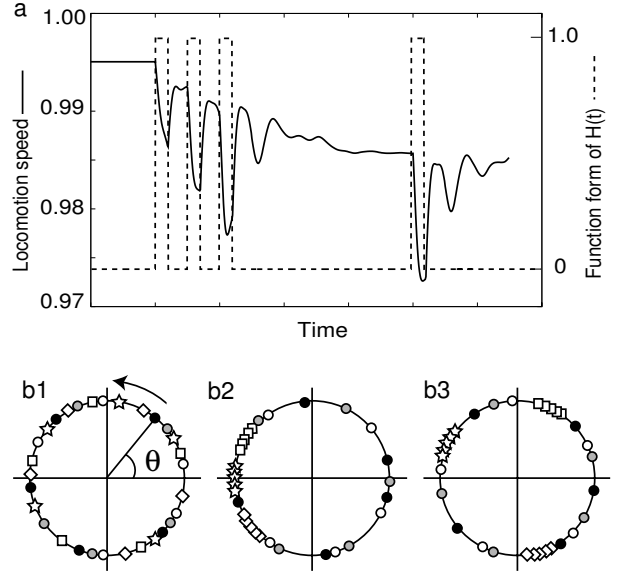 a
1.00
0.99
0.98
0.97
Locomotion speed
1.0
0
Function form of H(t)
Time
b1
b2
b3
θ